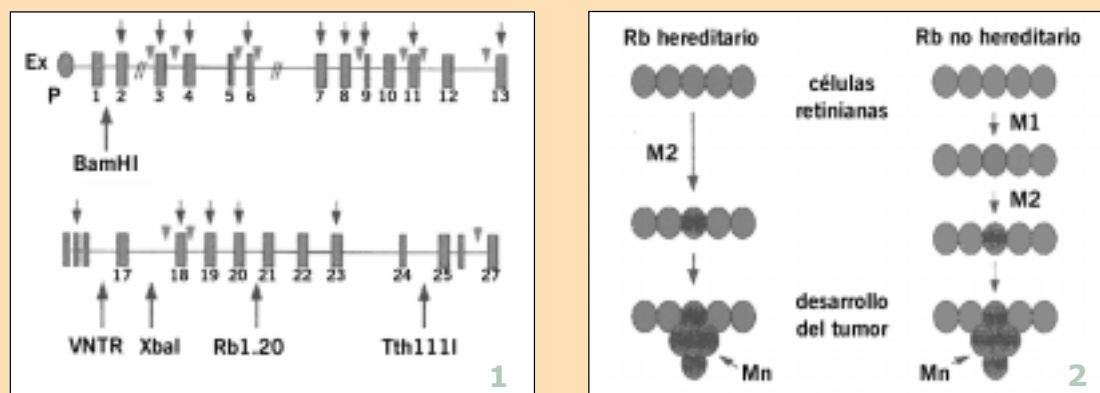 Ex
P
1 2 3 4 5 6 7 8 9 10 11 12 13
BamHI
17 18 19 20 21 22 23 24 25 27
VNTR XbaI Rb1.20 Tth111I
1
Rb hereditario
Rb no hereditario
células
retinianas
M1
M2
M2
desarrollo
del tumor
Mn
Mn
2